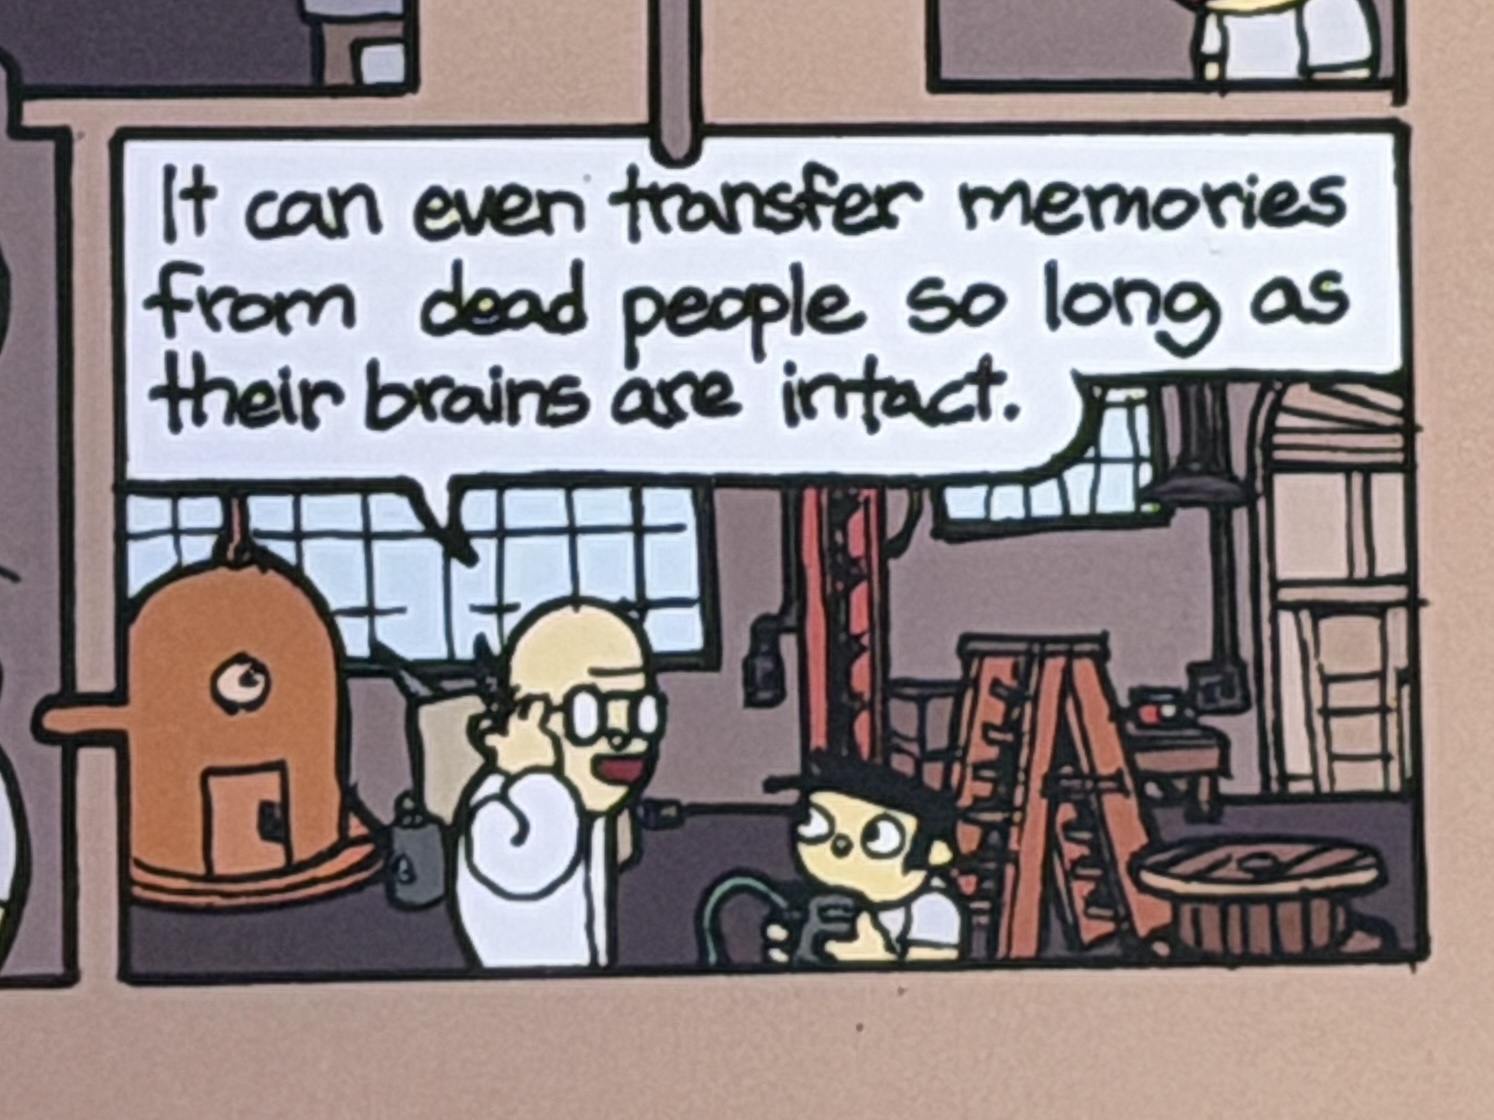 It can even transfer memories
from dead people so long as
their brains are intact.